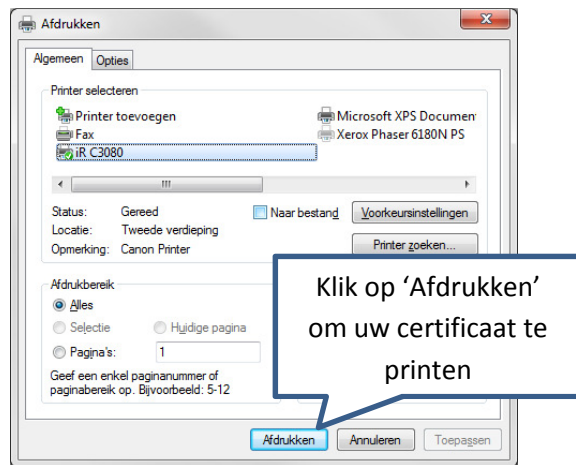 Afdrukken
Algemeen Opties
Printer selecteren
Printer toevoegen
Microsoft XPS Documen
Fax
Xerox Phaser 6180N PS
iR C3080
Status: Gereed
Naar bestand
Voorkeursinstellingen
Locatie: Tweede verdieping
Opmerking: Canon Printer
Printer zoeken...
Afdrukbereik
Alles
Selectie Huidige pagina
Pagina's: 1
Geef een enkel paginanummer of
paginabereik op. Bijvoorbeeld: 5-12
Klik op ‘Afdrukken’
om uw certificaat te
printen
Afdrukken Annuleren Toepassen